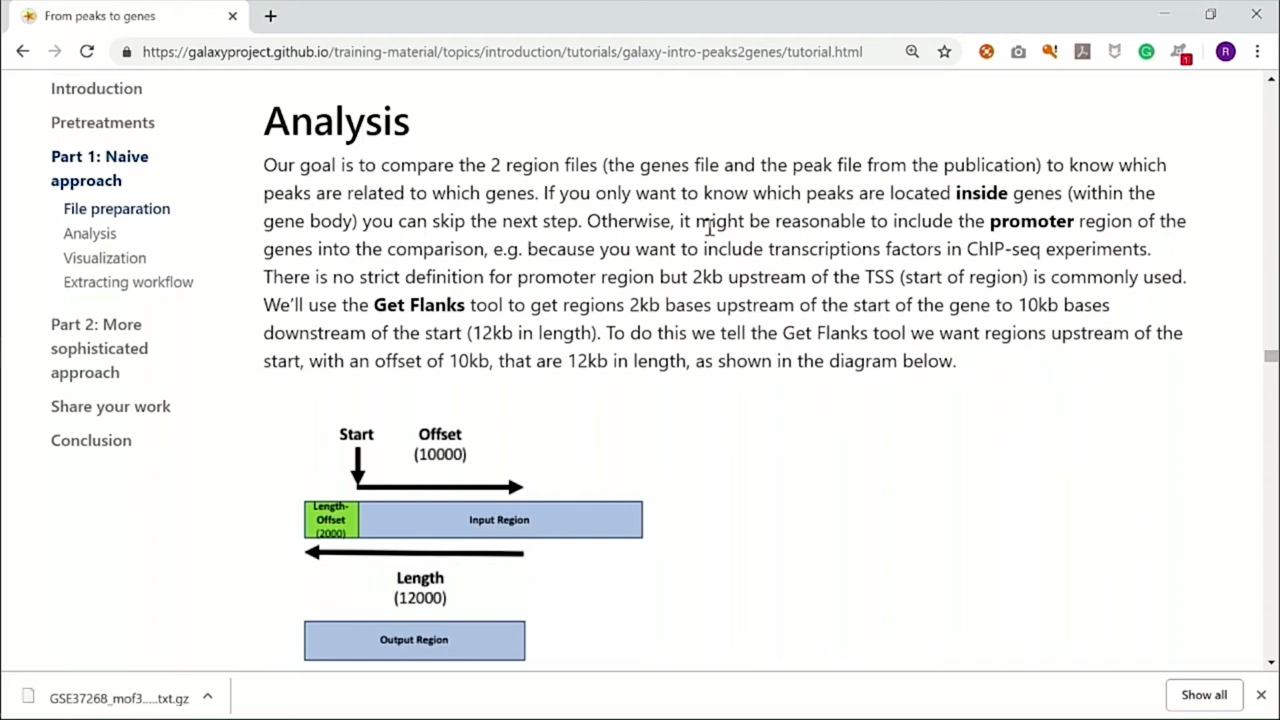 From peaks to genes
https://galaxyproject.github.io/training-material/topics/introduction/tutorials/galaxy-intro-peaks2genes/tutorial.html
R
1
Introduction
Pretreatments
Part 1: Naive
approach
File preparation
Analysis
Visualization
Extracting workflow
Part 2: More
sophisticated
approach
Share your work
Conclusion
Analysis
Our goal is to compare the 2 region files (the genes file and the peak file from the publication) to know which
peaks are related to which genes. If you only want to know which peaks are located inside genes (within the
gene body) you can skip the next step. Otherwise, it might be reasonable to include the promoter region of the
genes into the comparison, e.g. because you want to include transcriptions factors in ChIP-seq experiments.
There is no strict definition for promoter region but 2kb upstream of the TSS (start of region) is commonly used.
We'll use the Get Flanks tool to get regions 2kb bases upstream of the start of the gene to 10kb bases
downstream of the start (12kb in length). To do this we tell the Get Flanks tool we want regions upstream of the
start, with an offset of 10kb, that are 12kb in length, as shown in the diagram below.
Start
Offset
(10000)
Length-
Offset
(2000)
Input Region
Length
(12000)
Output Region
GSE37268_mof3.....txt.gz
Show all